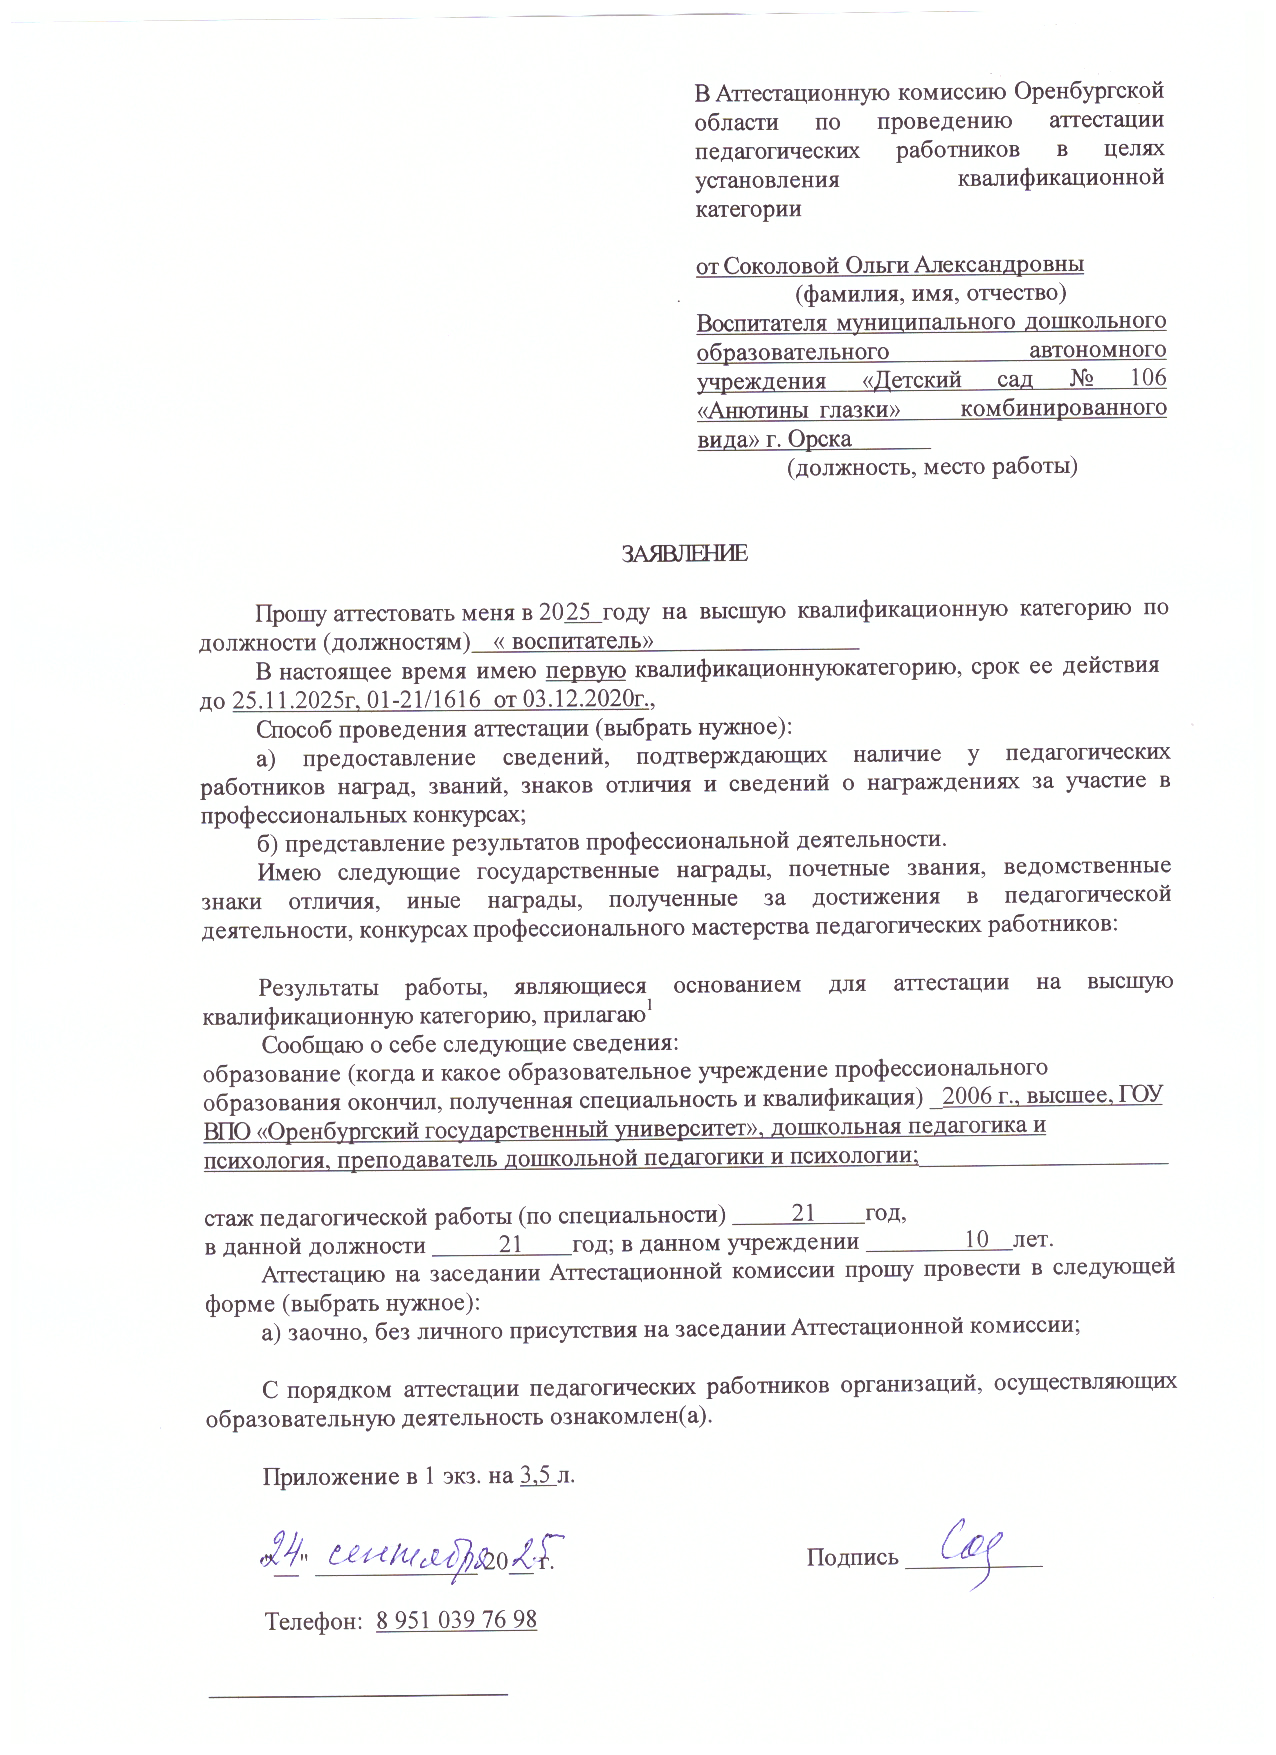 В Аттестационную комиссию Оренбургской
области по проведению аттестации
педагогических работников в целях
установления квалификационной
категории
от Соколовой Ольги Александровны
(фамилия, имя, отчество)
Воспитателя муниципального дошкольного
образовательного автономного
учреждения «Детский сад № 106
«Анютины глазки» комбинированного
вида» г. Орска
(должность, место работы)
ЗАЯВЛЕНИЕ
Прошу аттестовать меня в 2025 году на высшую квалификационную категорию по
должности (должностям) « воспитатель»
В настоящее время имею первую квалификационнуюкатегорию, срок ее действия
до 25.11.2025г, 01-21/1616 от 03.12.2020г.,
Способ проведения аттестации (выбрать нужное):
а) предоставление сведений, подтверждающих наличие у педагогических
работников наград, званий, знаков отличия и сведений о награждениях за участие в
профессиональных конкурсах;
б) представление результатов профессиональной деятельности.
Имею следующие государственные награды, почетные звания, ведомственные
знаки отличия, иные награды, полученные за достижения в педагогической
деятельности, конкурсах профессионального мастерства педагогических работников:
Результаты работы, являющиеся основанием для аттестации на высшую
квалификационную категорию, прилагаю1
Сообщаю о себе следующие сведения:
образование (когда и какое образовательное учреждение профессионального
образования окончил, полученная специальность и квалификация) _2006 г., высшее, ГОУ
ВПО «Оренбургский государственный университет», дошкольная педагогика и
психология, преподаватель дошкольной педагогики и психологии;
стаж педагогической работы (по специальности) 21 год,
в данной должности 21 год; в данном учреждении 10 лет.
Аттестацию на заседании Аттестационной комиссии прошу провести в следующей
форме (выбрать нужное):
а) заочно, без личного присутствия на заседании Аттестационной комиссии;
С порядком аттестации педагогических работников организаций, осуществляющих
образовательную деятельность ознакомлен(а).
Приложение в 1 экз. на 3,5 л.
"24" сентября 2025 г. Подпись
Телефон: 8 951 039 76 98